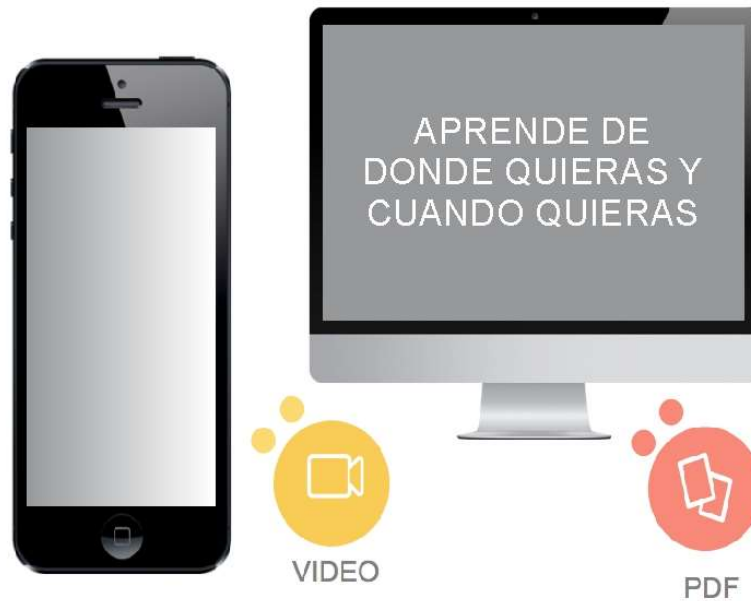 APRENDE DE
DONDE QUIERAS Y
CUANDO QUIERAS
VIDEO
PDF